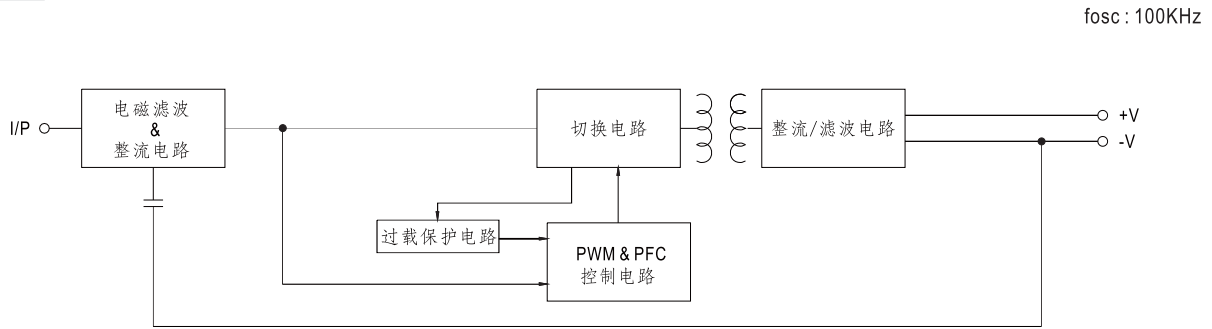 fosc : 100KHz
电磁滤波
&
整流电路
I/P
切换电路
整流/滤波电路
+V
-V
过载保护电路
PWM & PFC
控制电路